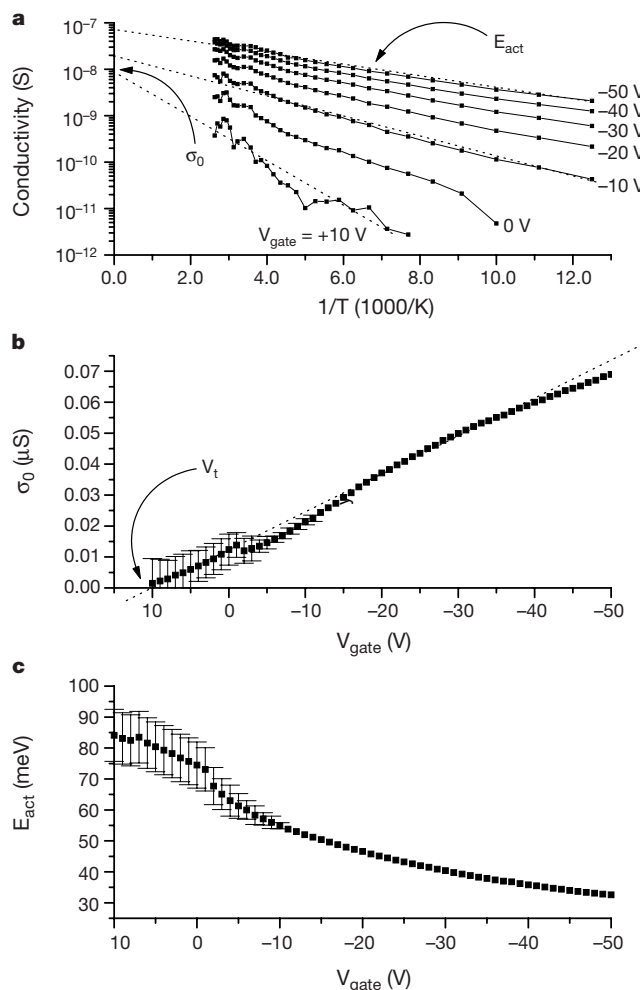 a
10⁻⁷
10⁻⁸
10⁻⁹
10⁻¹⁰
10⁻¹¹
10⁻¹²
Conductivity (S)
E_act
σ₀
–50 V
–40 V
–30 V
–20 V
–10 V
0 V
V_gate = +10 V
0.0 2.0 4.0 6.0 8.0 10.0 12.0
1/T (1000/K)
b
0.07
0.06
0.05
0.04
0.03
0.02
0.01
0.00
σ₀ (μS)
V_t
10 0 –10 –20 –30 –40 –50
V_gate (V)
c
100
90
80
70
60
50
40
30
E_act (meV)
10 0 –10 –20 –30 –40 –50
V_gate (V)